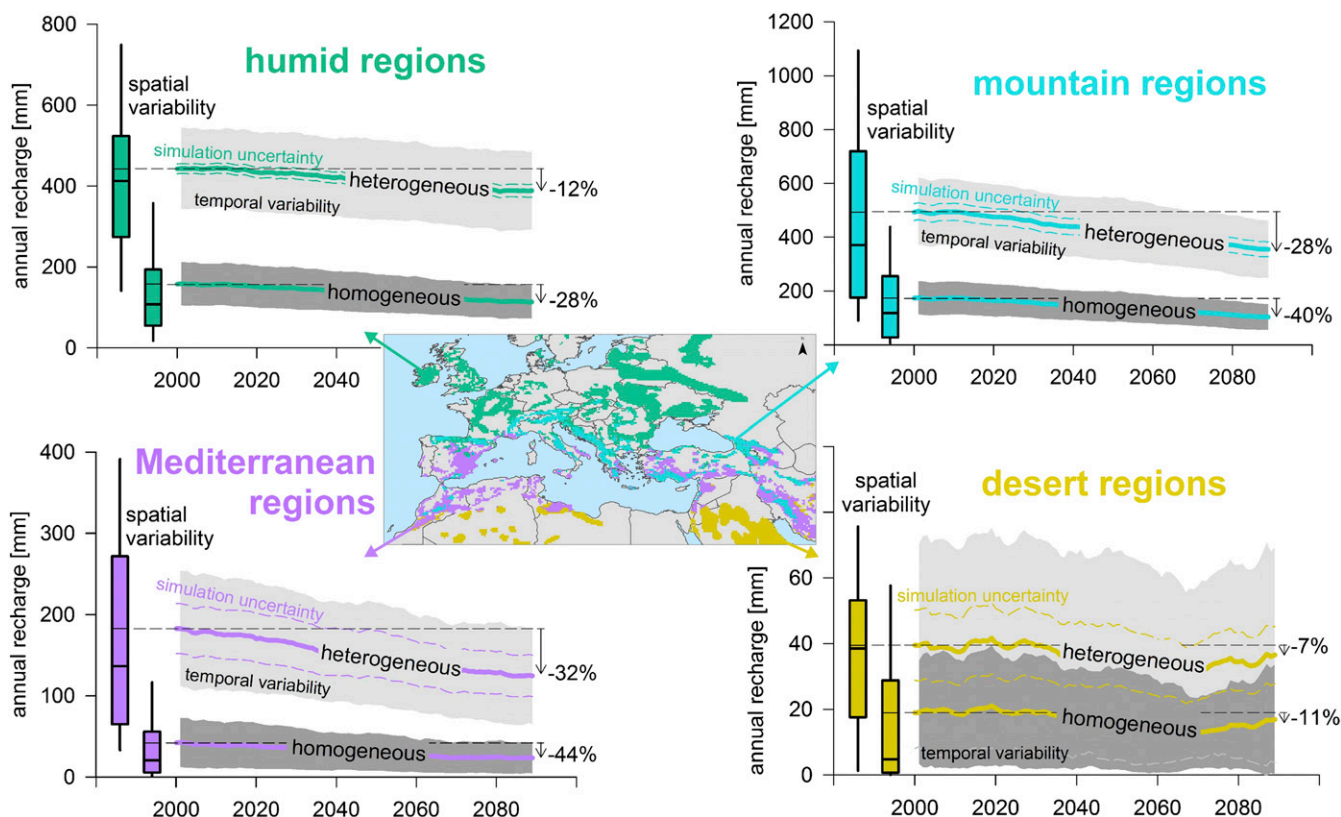 humid regions
annual recharge [mm]
800
600
400
200
0
spatial
variability
simulation uncertainty
heterogeneous
temporal variability
homogeneous
-12%
-28%
2000
2020
2040
mountain regions
annual recharge [mm]
1200
1000
800
600
400
200
spatial
variability
simulation uncertainty
heterogeneous
temporal variability
homogeneous
-28%
-40%
2000
2020
2040
2060
2080
Mediterranean
regions
annual recharge [mm]
400
300
200
100
0
spatial
variability
simulation uncertainty
heterogeneous
temporal variability
homogeneous
-32%
-44%
2000
2020
2040
2060
2080
desert regions
annual recharge [mm]
60
40
20
0
spatial
variability
simulation uncertainty
heterogeneous
homogeneous
temporal variability
-7%
-11%
2000
2020
2040
2060
2080